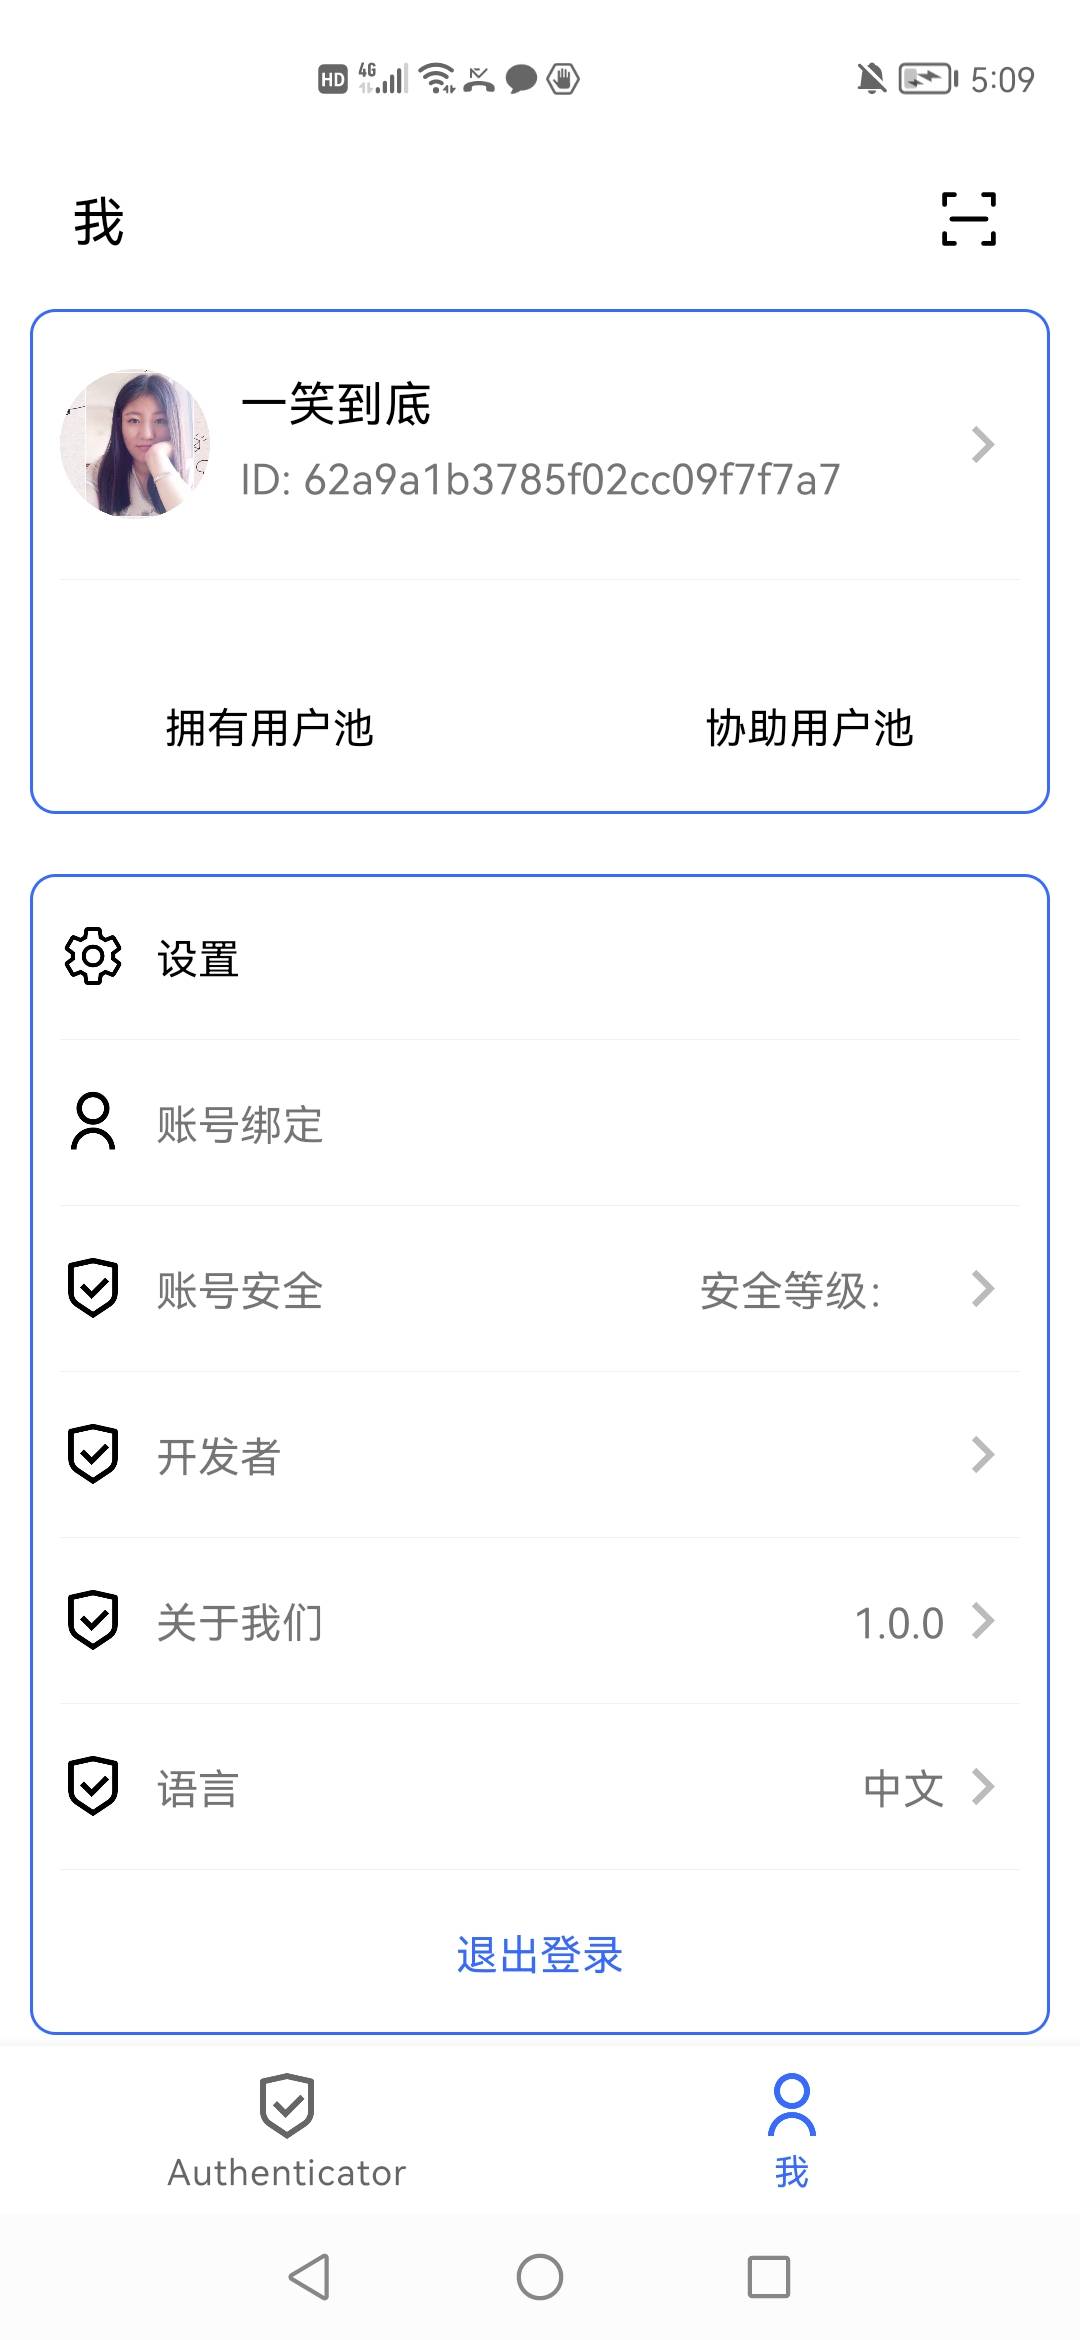 HD 4G 5:09
我
一笑到底
ID: 62a9a1b3785f02cc09f7f7a7
拥有用户池 协助用户池
设置
账号绑定
账号安全 安全等级:
开发者
关于我们 1.0.0
语言 中文
退出登录
Authenticator 我